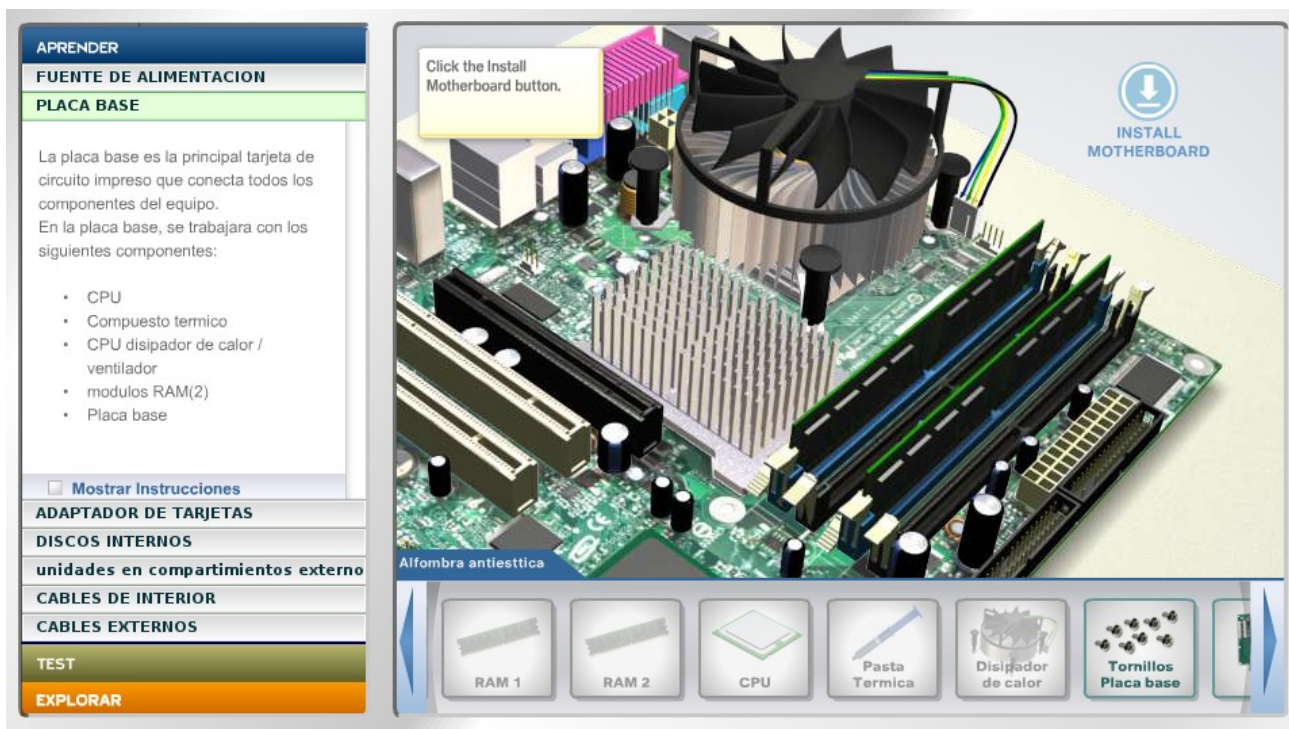 APRENDER
FUENTE DE ALIMENTACION
PLACA BASE
La placa base es la principal tarjeta de
circuito impreso que conecta todos los
componentes del equipo.
En la placa base, se trabajara con los
siguientes componentes:
• CPU
• Compuesto termico
• CPU disipador de calor /
ventilador
• modulos RAM(2)
• Placa base
Mostrar Instrucciones
ADAPTADOR DE TARJETAS
DISCOS INTERNOS
unidades en compartimientos externo
CABLES DE INTERIOR
CABLES EXTERNOS
TEST
EXPLORAR
Click the Install
Motherboard button.
INSTALL
MOTHERBOARD
Alfombra antiesttica
RAM 1
RAM 2
CPU
Pasta
Termica
Disipador
de calor
Tornillos
Placa base